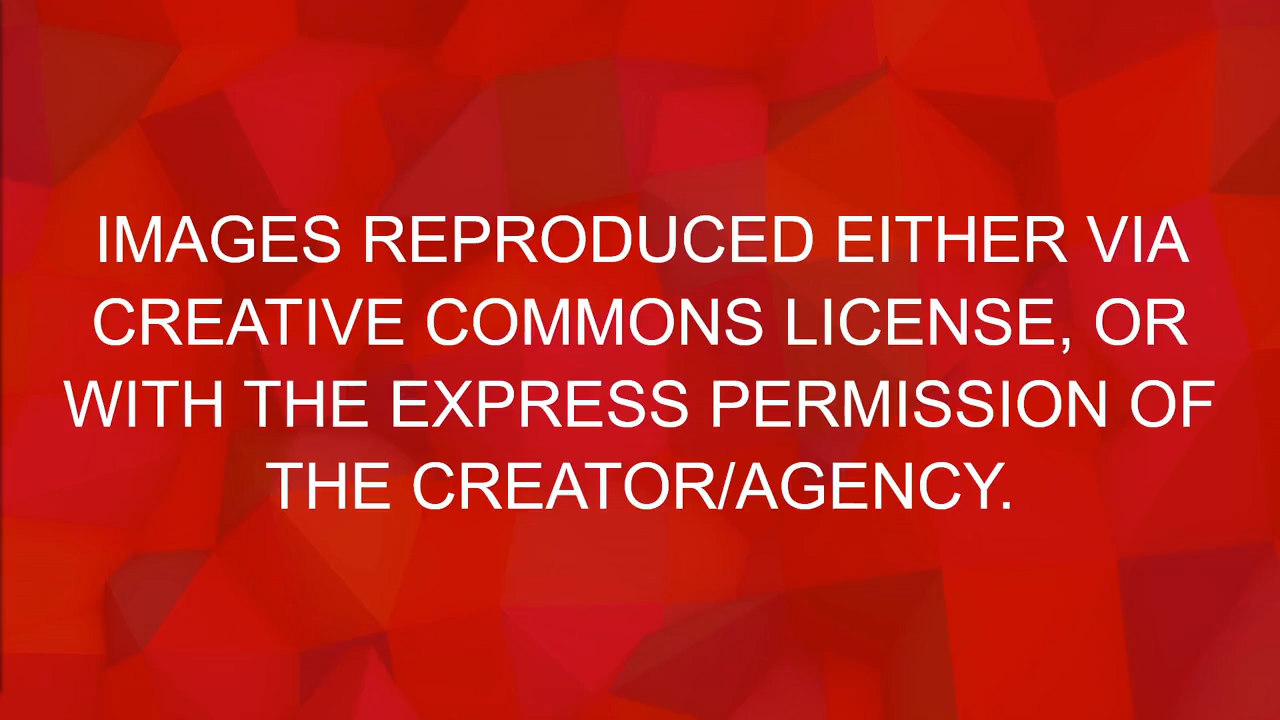 IMAGES REPRODUCED EITHER VIA
CREATIVE COMMONS LICENSE, OR
WITH THE EXPRESS PERMISSION OF
THE CREATOR/AGENCY.